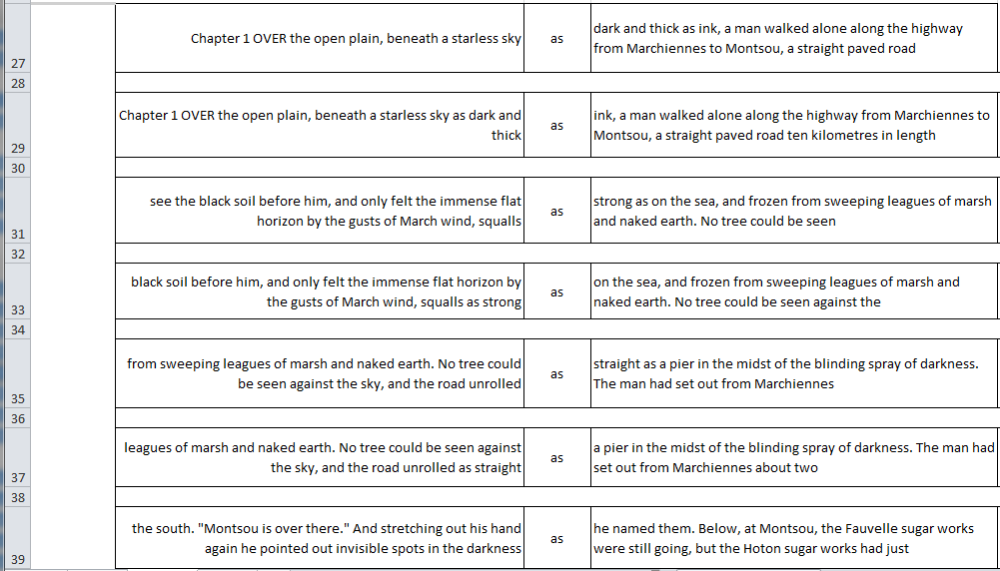 Chapter 1 OVER the open plain, beneath a starless sky
as
dark and thick as ink, a man walked alone along the highway
from Marchiennes to Montsou, a straight paved road
27
28
Chapter 1 OVER the open plain, beneath a starless sky as dark and
thick
as
ink, a man walked alone along the highway from Marchiennes to
Montsou, a straight paved road ten kilometres in length
29
30
see the black soil before him, and only felt the immense flat
horizon by the gusts of March wind, squalls
as
strong as on the sea, and frozen from sweeping leagues of marsh
and naked earth. No tree could be seen
31
32
black soil before him, and only felt the immense flat horizon by
the gusts of March wind, squalls as strong
as
on the sea, and frozen from sweeping leagues of marsh and
naked earth. No tree could be seen against the
33
34
from sweeping leagues of marsh and naked earth. No tree could
be seen against the sky, and the road unrolled
as
straight as a pier in the midst of the blinding spray of darkness.
The man had set out from Marchiennes
35
36
leagues of marsh and naked earth. No tree could be seen against
the sky, and the road unrolled as straight
as
a pier in the midst of the blinding spray of darkness. The man had
set out from Marchiennes about two
37
38
the south. "Montsou is over there." And stretching out his hand
again he pointed out invisible spots in the darkness
as
he named them. Below, at Montsou, the Fauvelle sugar works
were still going, but the Hoton sugar works had just
39